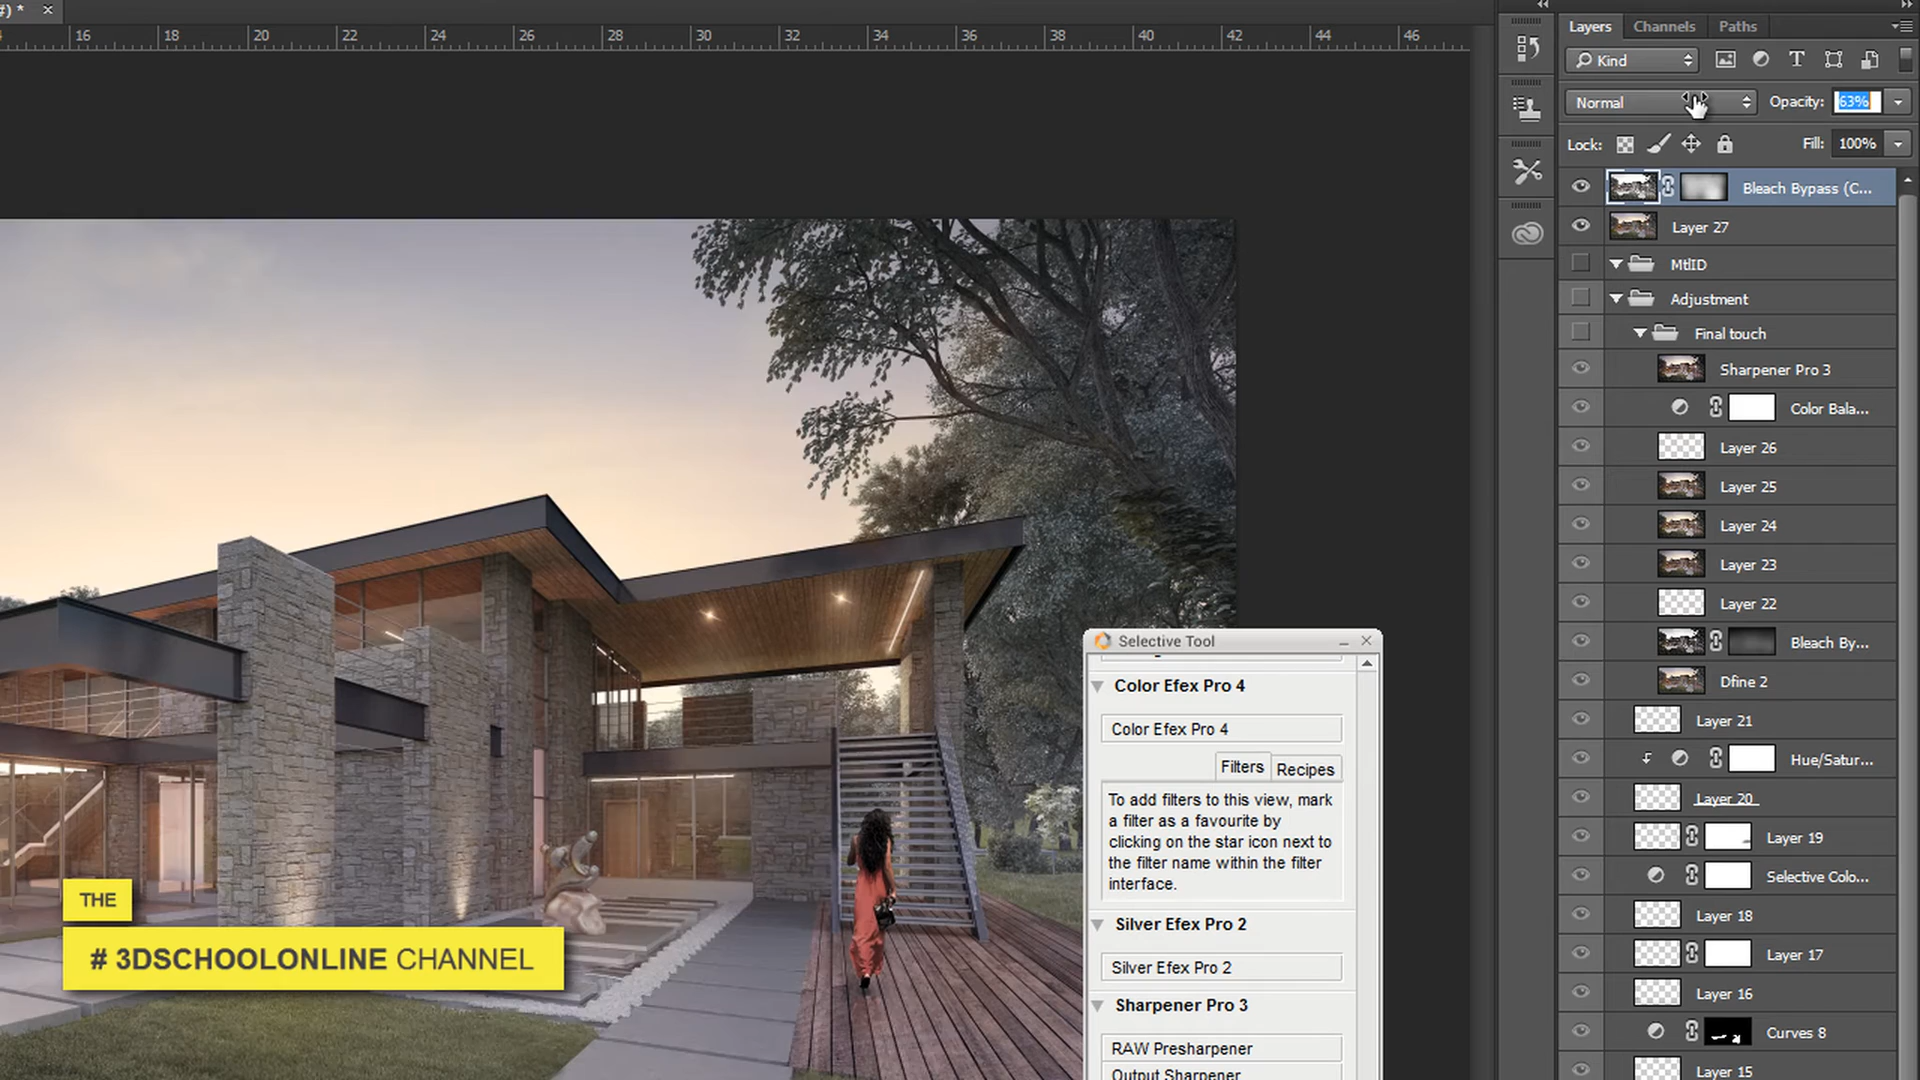 #) *
16 18 20 22 24 26 28 30 32 34 36 38 40 42 44 46
Layers Channels Paths
Kind
Normal Opacity: 63%
Lock: Fill: 100%
Bleach Bypass (C...
Layer 27
MtlID
Adjustment
Final touch
Sharpener Pro 3
Color Bala...
Layer 26
Layer 25
Layer 24
Layer 23
Layer 22
Bleach By...
Dfine 2
Layer 21
Hue/Satur...
Layer 20
Layer 19
Selective Colo...
Layer 18
Layer 17
Layer 16
Curves 8
Layer 15
Selective Tool
Color Efex Pro 4
Color Efex Pro 4
Filters Recipes
To add filters to this view, mark
a filter as a favourite by
clicking on the star icon next to
the filter name within the filter
interface.
Silver Efex Pro 2
Silver Efex Pro 2
Sharpener Pro 3
RAW Presharpener
Output Sharpener
THE
# 3DSCHOOLONLINE CHANNEL